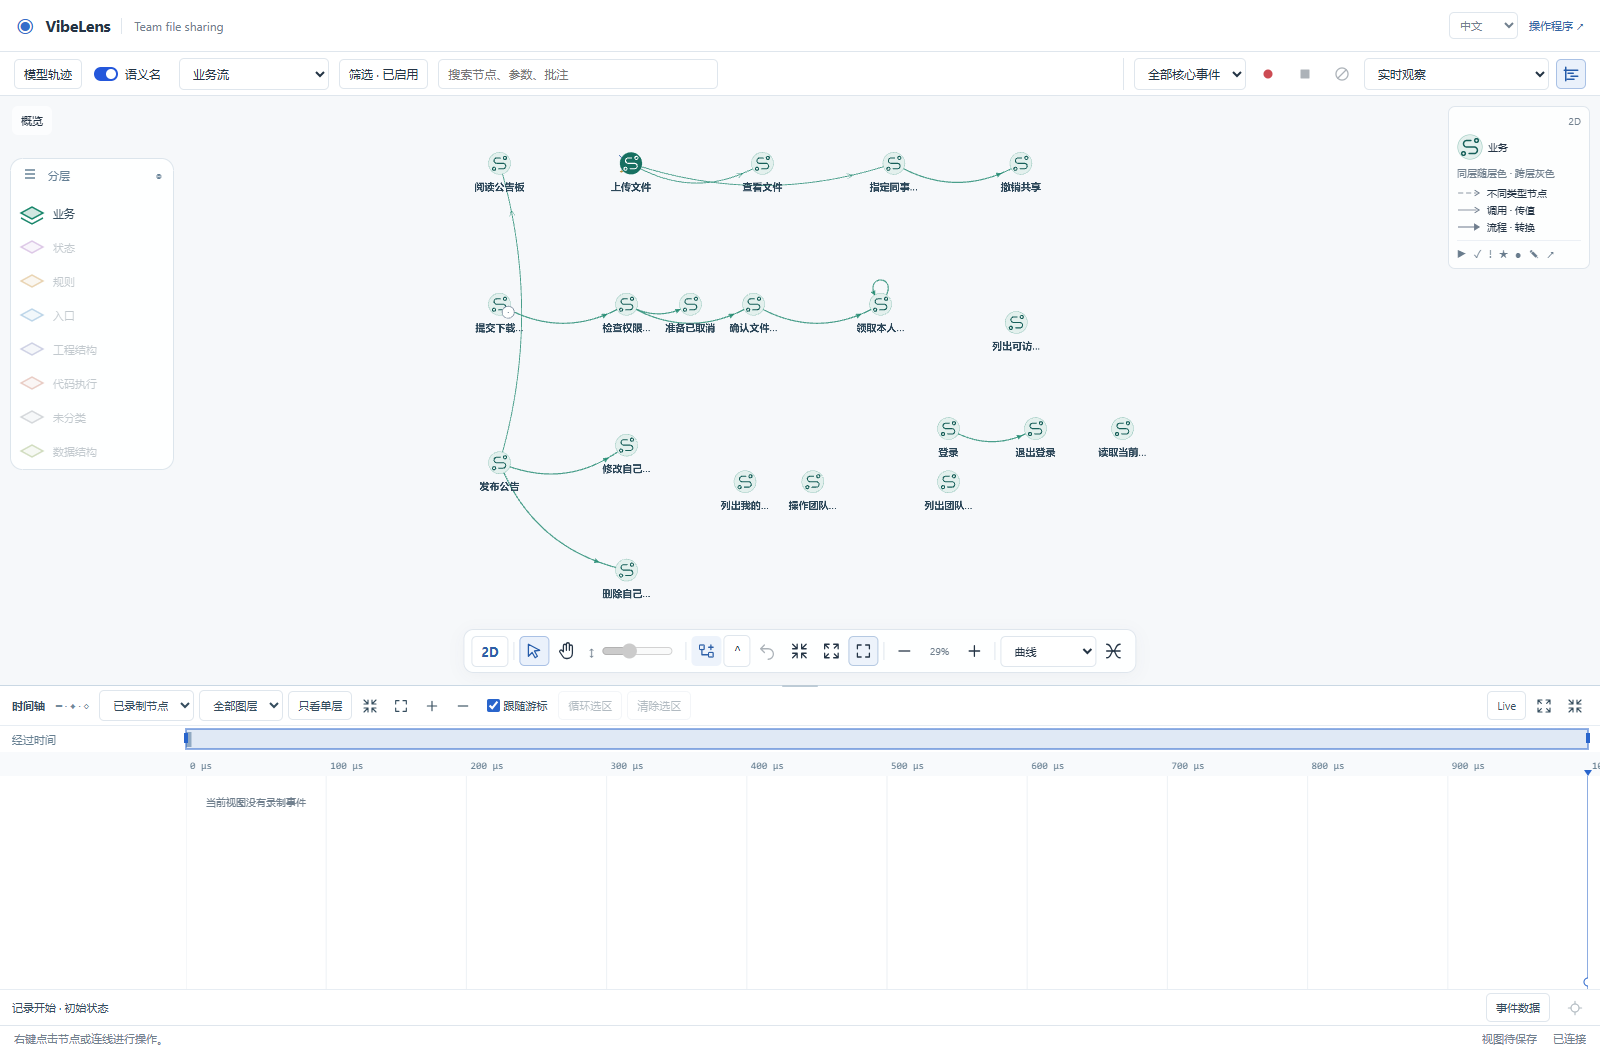 VibeLens
Team file sharing
中文
操作程序 ↗
模型轨迹
语义名
业务流
筛选 · 已启用
搜索节点、参数、批注
全部核心事件
实时观察
概览
分层
业务
状态
规则
入口
工程结构
代码执行
未分类
数据结构
2D
业务
同层随层色 · 跨层灰色
不同类型节点
调用 · 传值
流程 · 转换
阅读公告板
上传文件
查看文件
指定同事...
撤销共享
提交下载...
检查权限...
准备已取消
确认文件...
领取本人...
列出可访...
发布公告
修改自己...
登录
退出登录
读取当前...
列出我的...
操作团队...
列出团队...
删除自己...
2D
29%
曲线
时间轴
已录制节点
全部图层
只看单层
跟随游标
循环选区
清除选区
Live
经过时间
0 μs
100 μs
200 μs
300 μs
400 μs
500 μs
600 μs
700 μs
800 μs
900 μs
当前视图没有录制事件
记录开始 · 初始状态
事件数据
右键点击节点或连线进行操作。
视图待保存
已连接